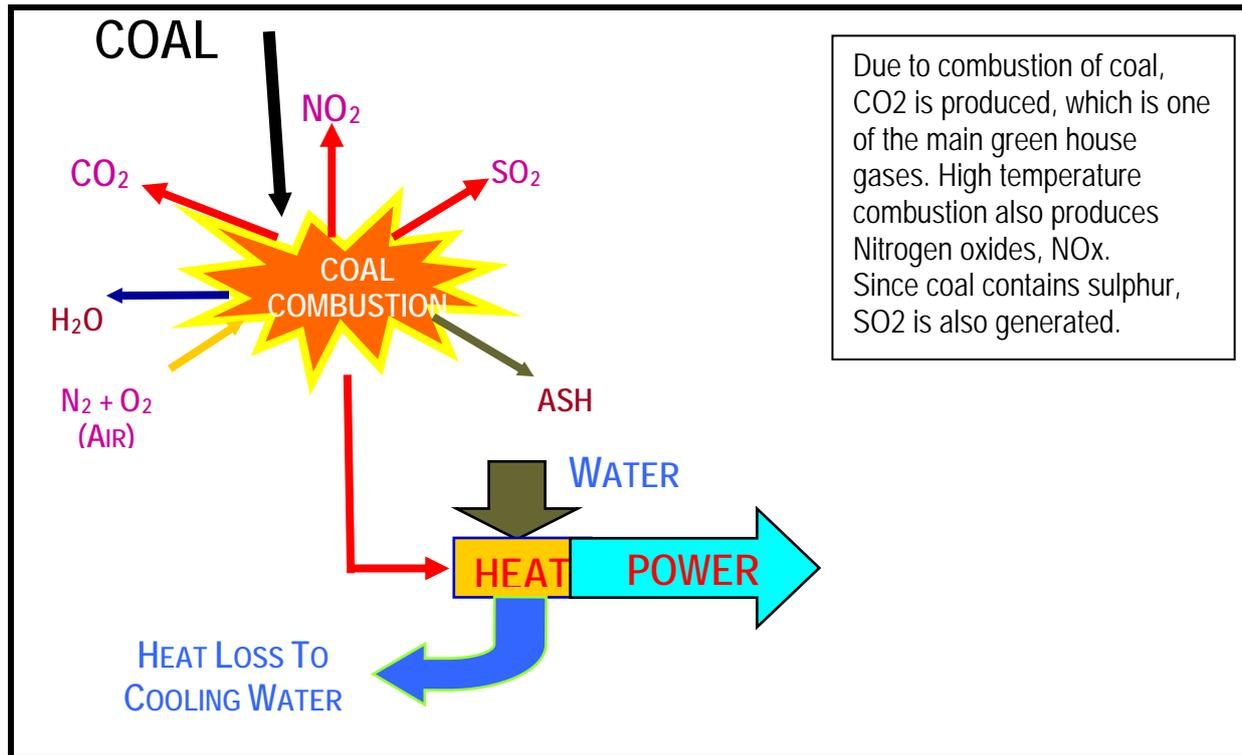 COAL
NO₂
CO₂
SO₂
COAL
COMBUSTION
H₂O
N₂ + O₂
(AIR)
ASH
WATER
HEAT
POWER
HEAT LOSS TO
COOLING WATER
Due to combustion of coal,
CO2 is produced, which is one
of the main green house
gases. High temperature
combustion also produces
Nitrogen oxides, NOx.
Since coal contains sulphur,
SO2 is also generated.